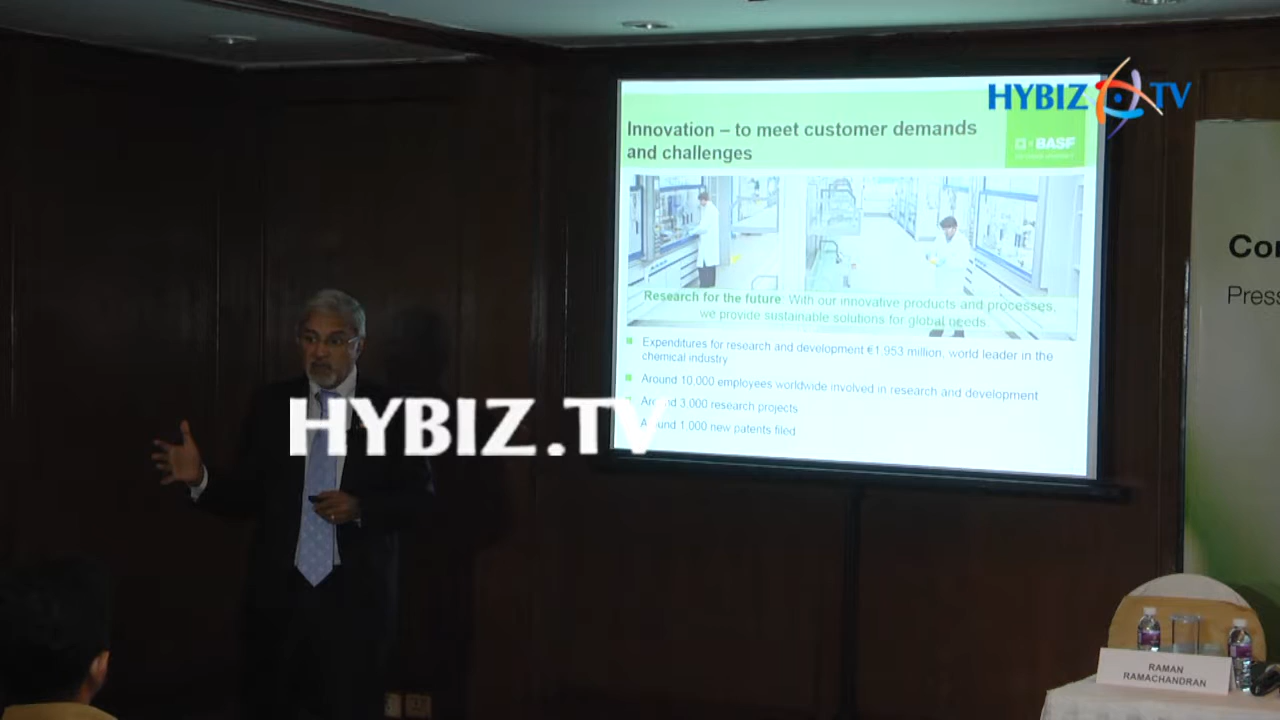 HYBIZ TV
Innovation – to meet customer demands
and challenges
BASF
Research for the future. With our innovative products and processes,
we provide sustainable solutions for global needs.
Expenditures for research and development €1.953 million, world leader in the
chemical industry
Around 10.000 employees worldwide involved in research and development
Around 3.000 research projects
Around 1.000 new patents filed
HYBIZ.TV
Press
RAMAN
RAMACHANDRAN